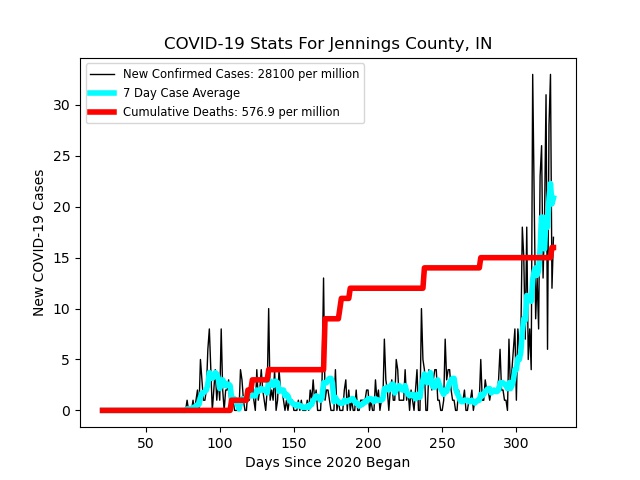 COVID-19 Stats For Jennings County, IN
New Confirmed Cases: 28100 per million
7 Day Case Average
Cumulative Deaths: 576.9 per million
New COVID-19 Cases
30
25
20
15
10
5
0
50
100
150
200
250
300
Days Since 2020 Began